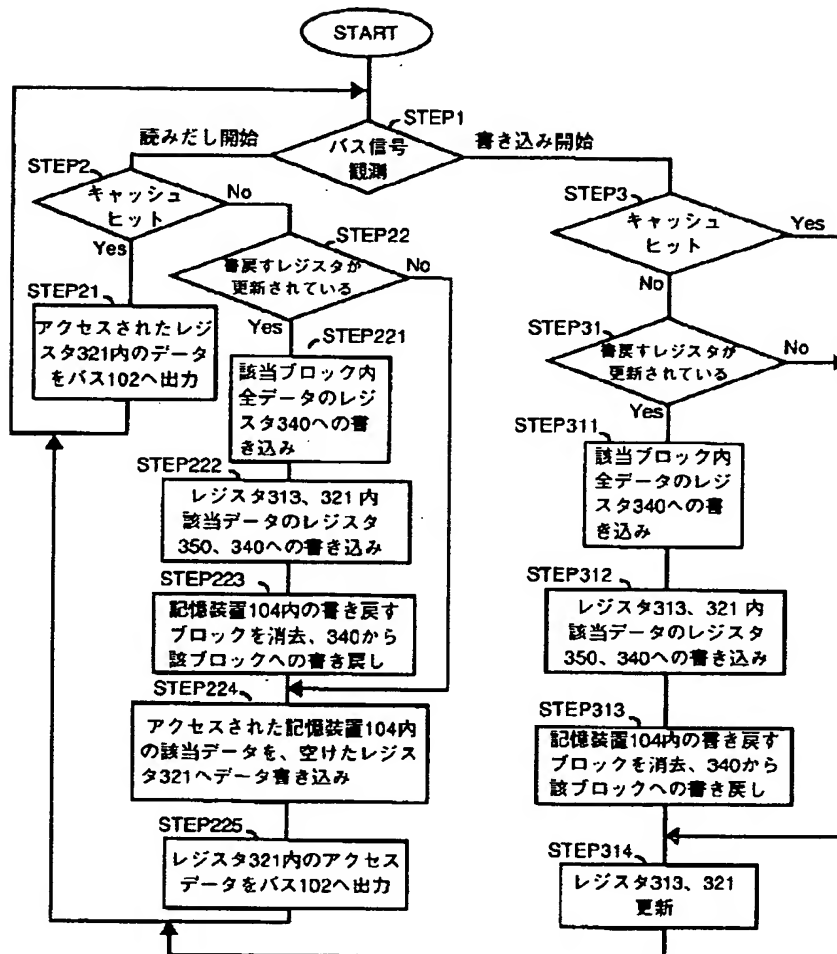 START
STEP1
バス信号
観測
読みだし開始
書き込み開始
STEP2
キャッシュ
ヒット
No
Yes
STEP21
アクセスされたレジ
スタ321内のデータ
をバス102へ出力
STEP22
書戻すレジスタが
更新されている
No
Yes
STEP221
該当ブロック内
全データのレジ
スタ340への書
き込み
STEP222
レジスタ313、321 内
該当データのレジスタ
350、340への書き込み
STEP223
記憶装置104内の書き戻す
ブロックを消去、340から
該ブロックへの書き戻し
STEP224
アクセスされた記憶装置104内
の該当データを、空けたレジス
タ321へデータ書き込み
STEP225
レジスタ321内のアクセス
データをバス102へ出力
STEP3
キャッシュ
ヒット
Yes
No
STEP31
書戻すレジスタが
更新されている
No
Yes
STEP311
該当ブロック内
全データのレジ
スタ340への書
き込み
STEP312
レジスタ313、321 内
該当データのレジスタ
350、340への書き込み
STEP313
記憶装置104内の書き戻す
ブロックを消去、340から
該ブロックへの書き戻し
STEP314
レジスタ313、321
更新